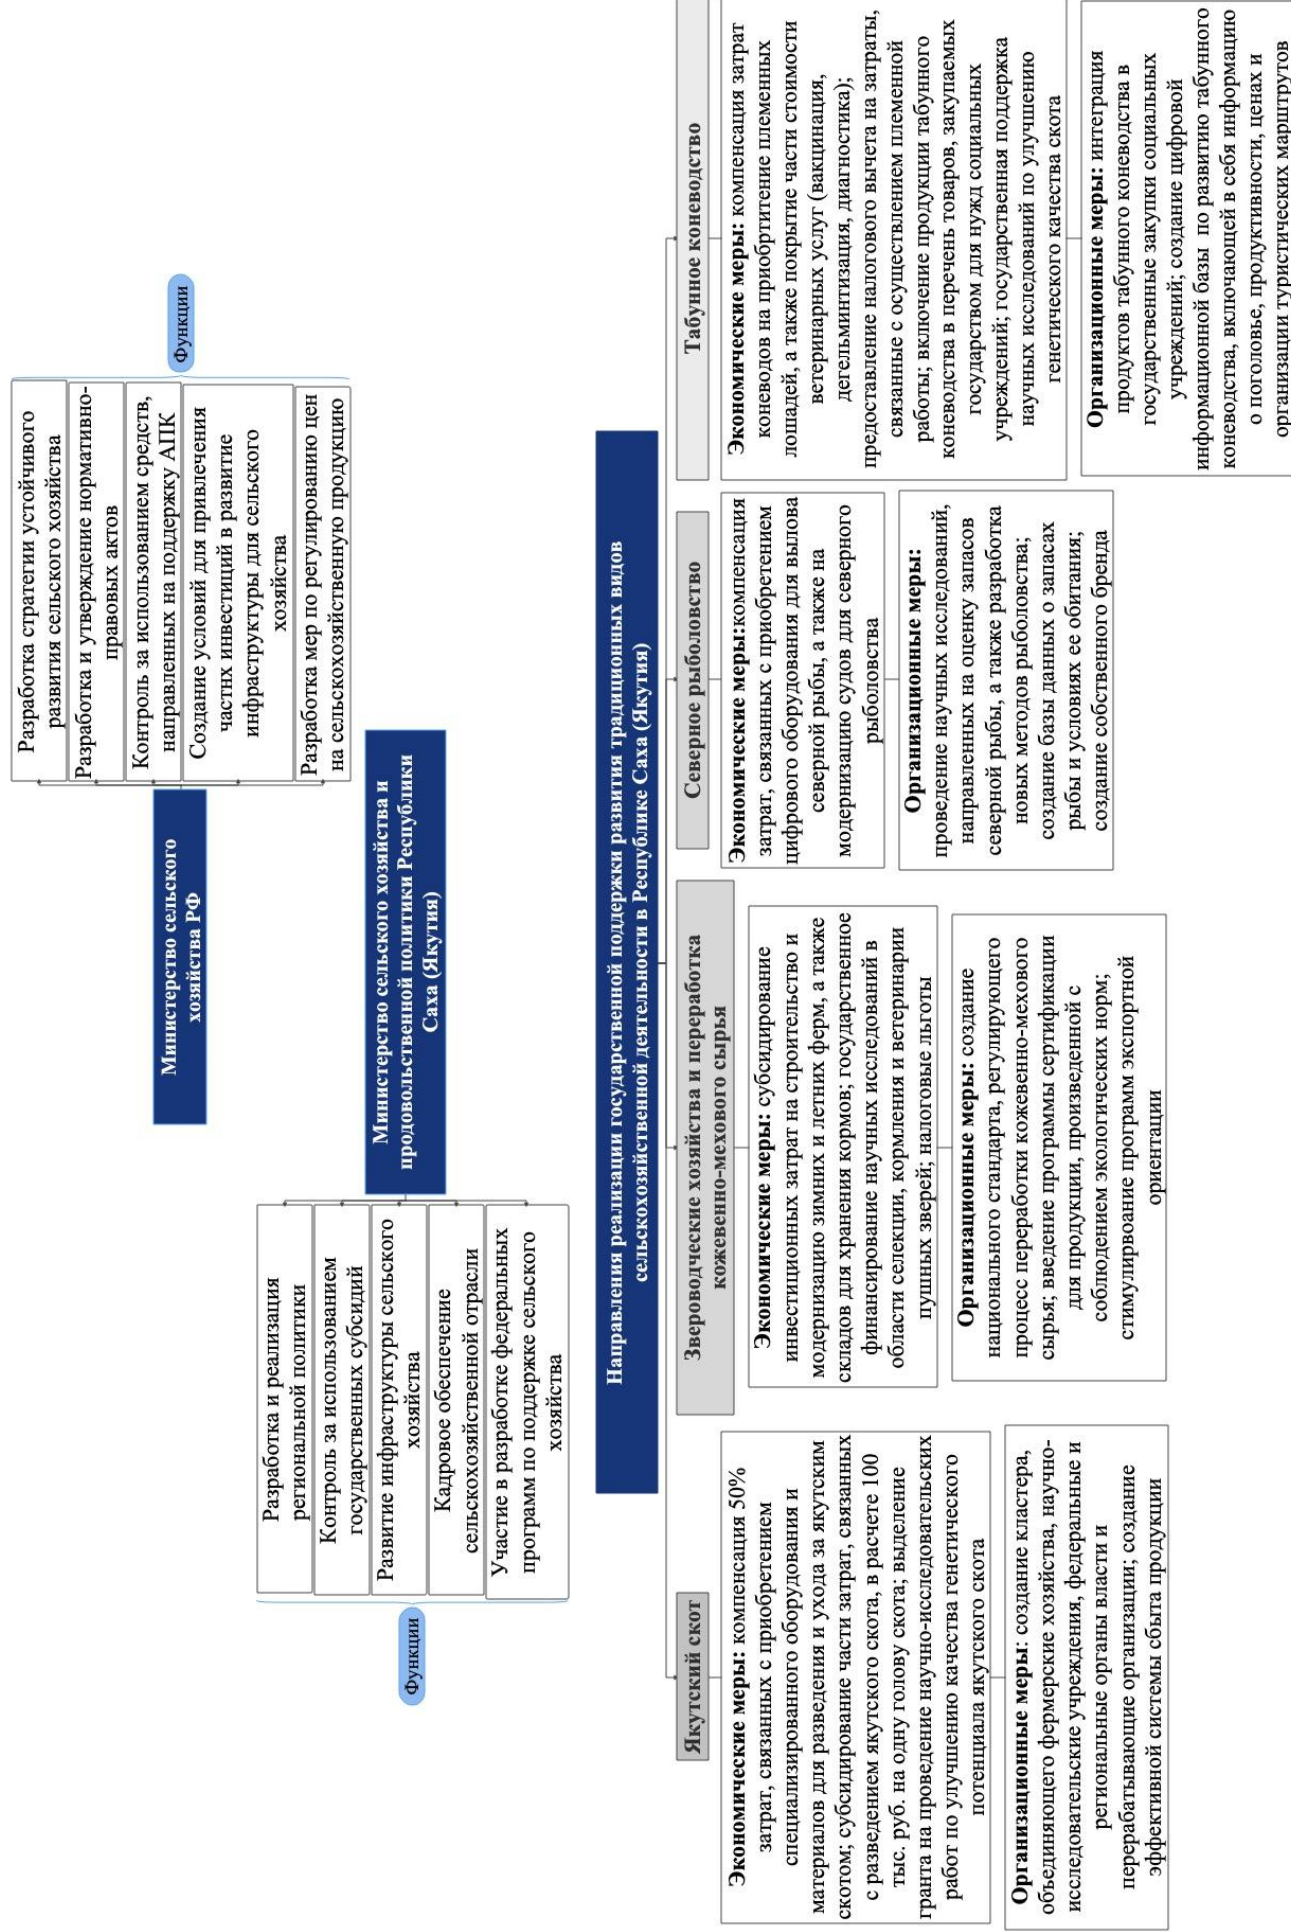 Министерство сельского
хозяйства РФ
Разработка стратегии устойчивого
развития сельского хозяйства
Разработка и утверждение нормативно-
правовых актов
Контроль за использованием средств,
направленных на поддержку АПК
Создание условий для привлечения
частнх инвестиций в развитие
инфраструктуры для сельского
хозяйства
Разработка мер по регулированию цен
на сельскохозяйственную продукцию
Функции
Функции
Разработка и реализация
региональной политики
Контроль за использованием
государственных субсидий
Развитие инфраструктуры сельского
хозяйства
Кадровое обеспечение
сельскохозяйственной отрасли
Участие в разработке федеральных
программ по поддержке сельского
хозяйства
Министерство сельского хозяйства и
продовольственной политики Республики
Саха (Якутия)
Направления реализации государственной поддержки развития традиционных видов
сельскохозяйственной деятельности в Республике Саха (Якутия)
Якутский скот
Экономические меры: компенсация 50%
затрат, связанных с приобретением
специализированного оборудования и
материалов для разведения и ухода за якутским
скотом; субсидирование части затрат, связанных
с разведением якутского скота, в расчете 100
тыс. руб. на одну голову скота; выделение
гранта на проведение научно-исследовательских
работ по улучшению качества генетического
потенциала якутского скота
Организационные меры: создание кластера,
объединяющего фермерские хозяйства, научно-
исследовательские учреждения, федеральные и
региональные органы власти и
перерабатывающие организации; создание
эффективной системы сбыта продукции
Звероводческие хозяйства и переработка
кожевенно-мехового сырья
Экономические меры: субсидирование
инвестиционных затрат на строительство и
модернизацию зимних и летних ферм, а также
складов для хранения кормов; государственное
финансирование научных исследований в
области селекции, кормления и ветеринарии
пушных зверей; налоговые льготы
Организационные меры: создание
национального стандарта, регулирующего
процесс переработки кожевенно-мехового
сырья; введение программы сертификации
для продукции, произведенной с
соблюдением экологических норм;
стимулирвоание программ экспортной
ориентации
Северное рыболовство
Экономические меры:компенсация
затрат, связанных с приобретением
цифрового оборудования для вылова
северной рыбы, а также на
модернизацию судов для северного
рыболовства
Организационные меры:
проведение научных исследований,
направленных на оценку запасов
северной рыбы, а также разработка
новых методов рыболовства;
создание базы данных о запасах
рыбы и условиях ее обитания;
создание собственного бренда
Табунное коневодство
Экономические меры: компенсация затрат
коневодов на приобртитение племенных
лошадей, а также покрытие части стоимости
ветеринарных услуг (вакцинация,
дегельминтизация, диагностика);
предоставление налогового вычета на затраты,
связанные с осуществлением племенной
работы; включение продукции табунного
коневодства в перечень товаров, закупаемых
государством для нужд социальных
учреждений; государственная поддержка
научных исследований по улучшению
генетического качества скота
Организационные меры: интеграция
продуктов табунного коневодства в
государственные закупки социальных
учреждений; создание цифровой
информационной базы по развитию табунного
коневодства, включающей в себя информацию
о поголовье, продуктивности, ценах и
организации туристических маршрутов